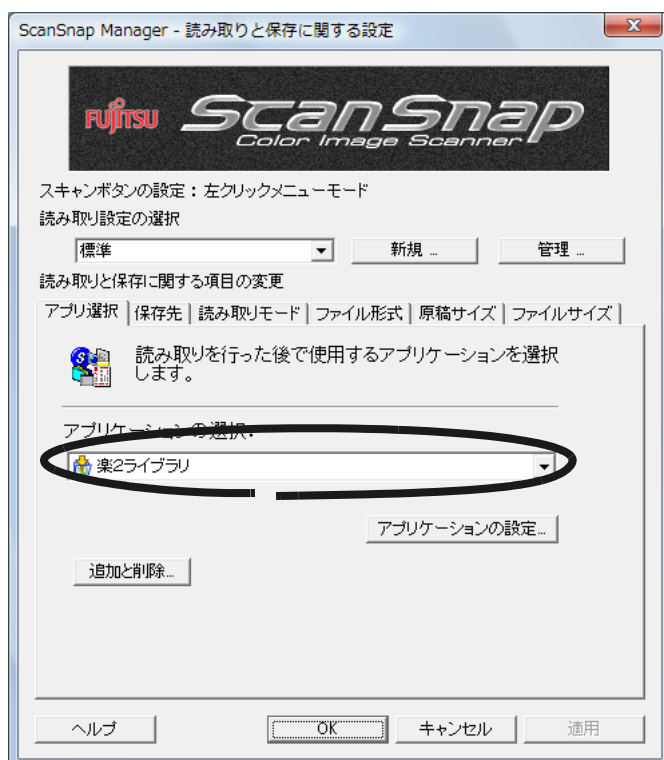 ScanSnap Manager - 読み取りと保存に関する設定
FUJITSU ScanSnap
Color Image Scanner
スキャンボタンの設定：左クリックメニューモード
読み取り設定の選択
標準 新規 ... 管理 ...
読み取りと保存に関する項目の変更
アプリ選択 保存先 読み取りモード ファイル形式 原稿サイズ ファイルサイズ
読み取りを行った後で使用するアプリケーションを選択
します。
アプリケーションの選択:
楽2ライブラリ
アプリケーションの設定...
追加と削除...
ヘルプ OK キャンセル 適用